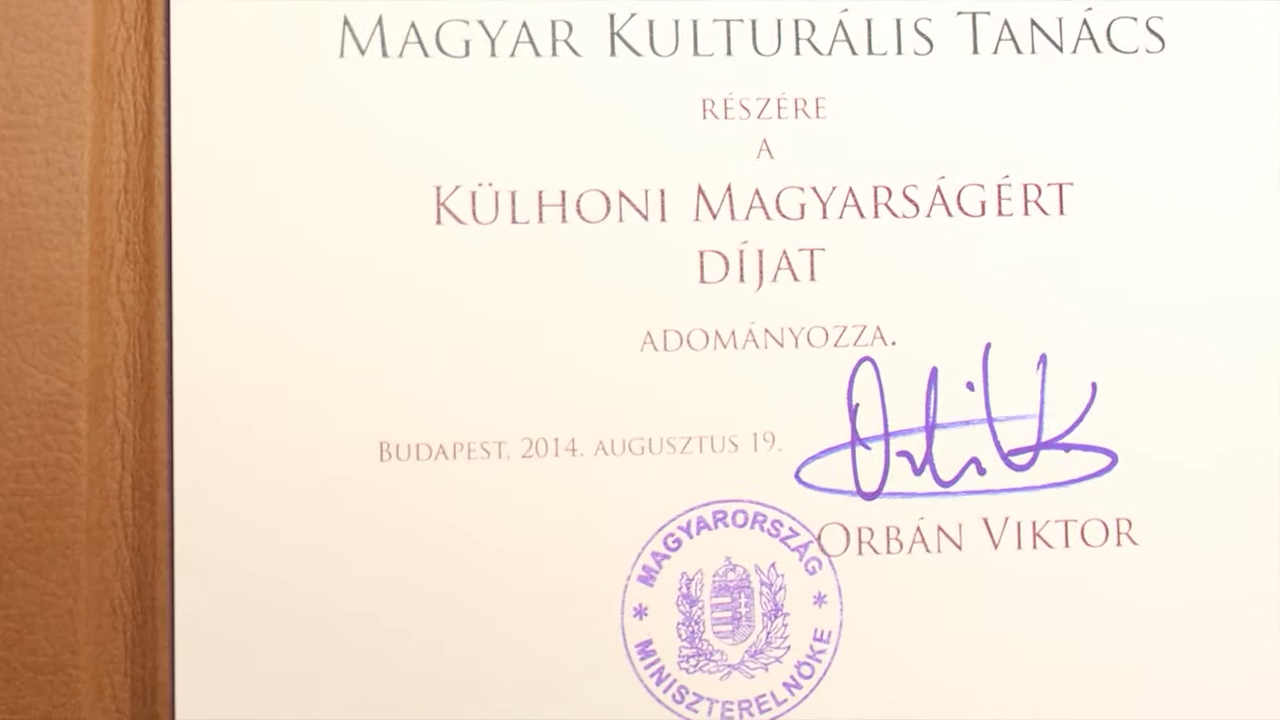 MAGYAR KULTURÁLIS TANÁCS
RÉSZÉRE
A
KÜLHONI MAGYARSÁGÉRT
DÍJAT
ADOMÁNYOZZA.
BUDAPEST, 2014. AUGUSZTUS 19.
ORBÁN VIKTOR
* MAGYARORSZÁG *
MINISZTERELNÖKE